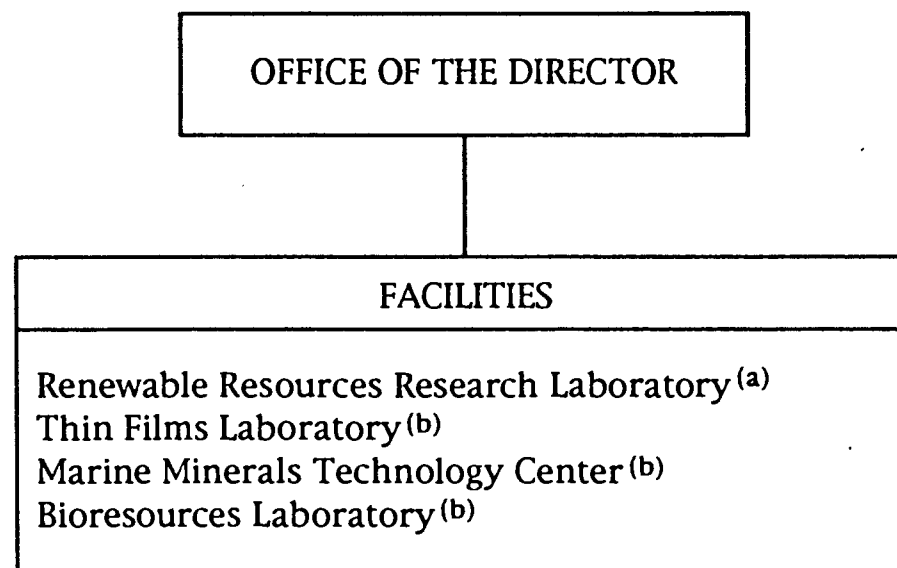 OFFICE OF THE DIRECTOR
FACILITIES
Renewable Resources Research Laboratory (a)
Thin Films Laboratory (b)
Marine Minerals Technology Center (b)
Bioresources Laboratory (b)